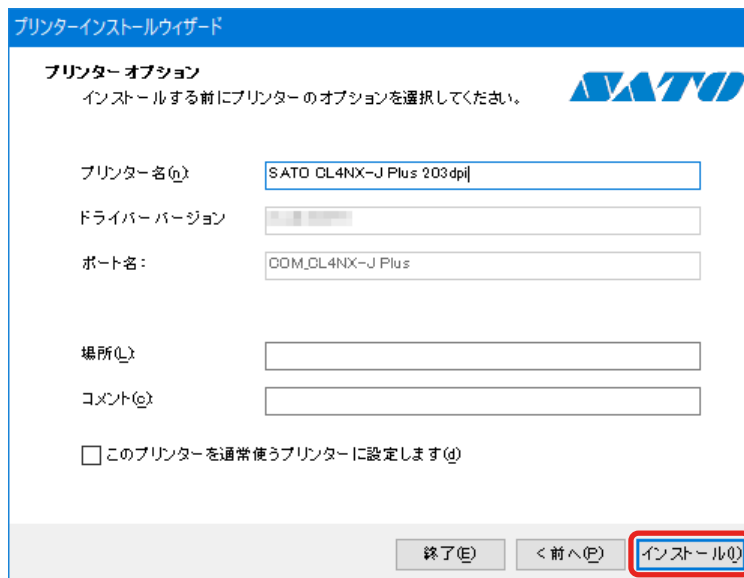 プリンターインストールウィザード
プリンター オプション
インストールする前にプリンターのオプションを選択してください。
SATO
プリンター名(n):
SATO CL4NX-J Plus 203dpi
ドライバー バージョン
ポート名:
COM_CL4NX-J Plus
場所(L):
コメント(c):
このプリンターを通常使うプリンターに設定します(d)
終了(E)
< 前へ(P)
インストール(I)